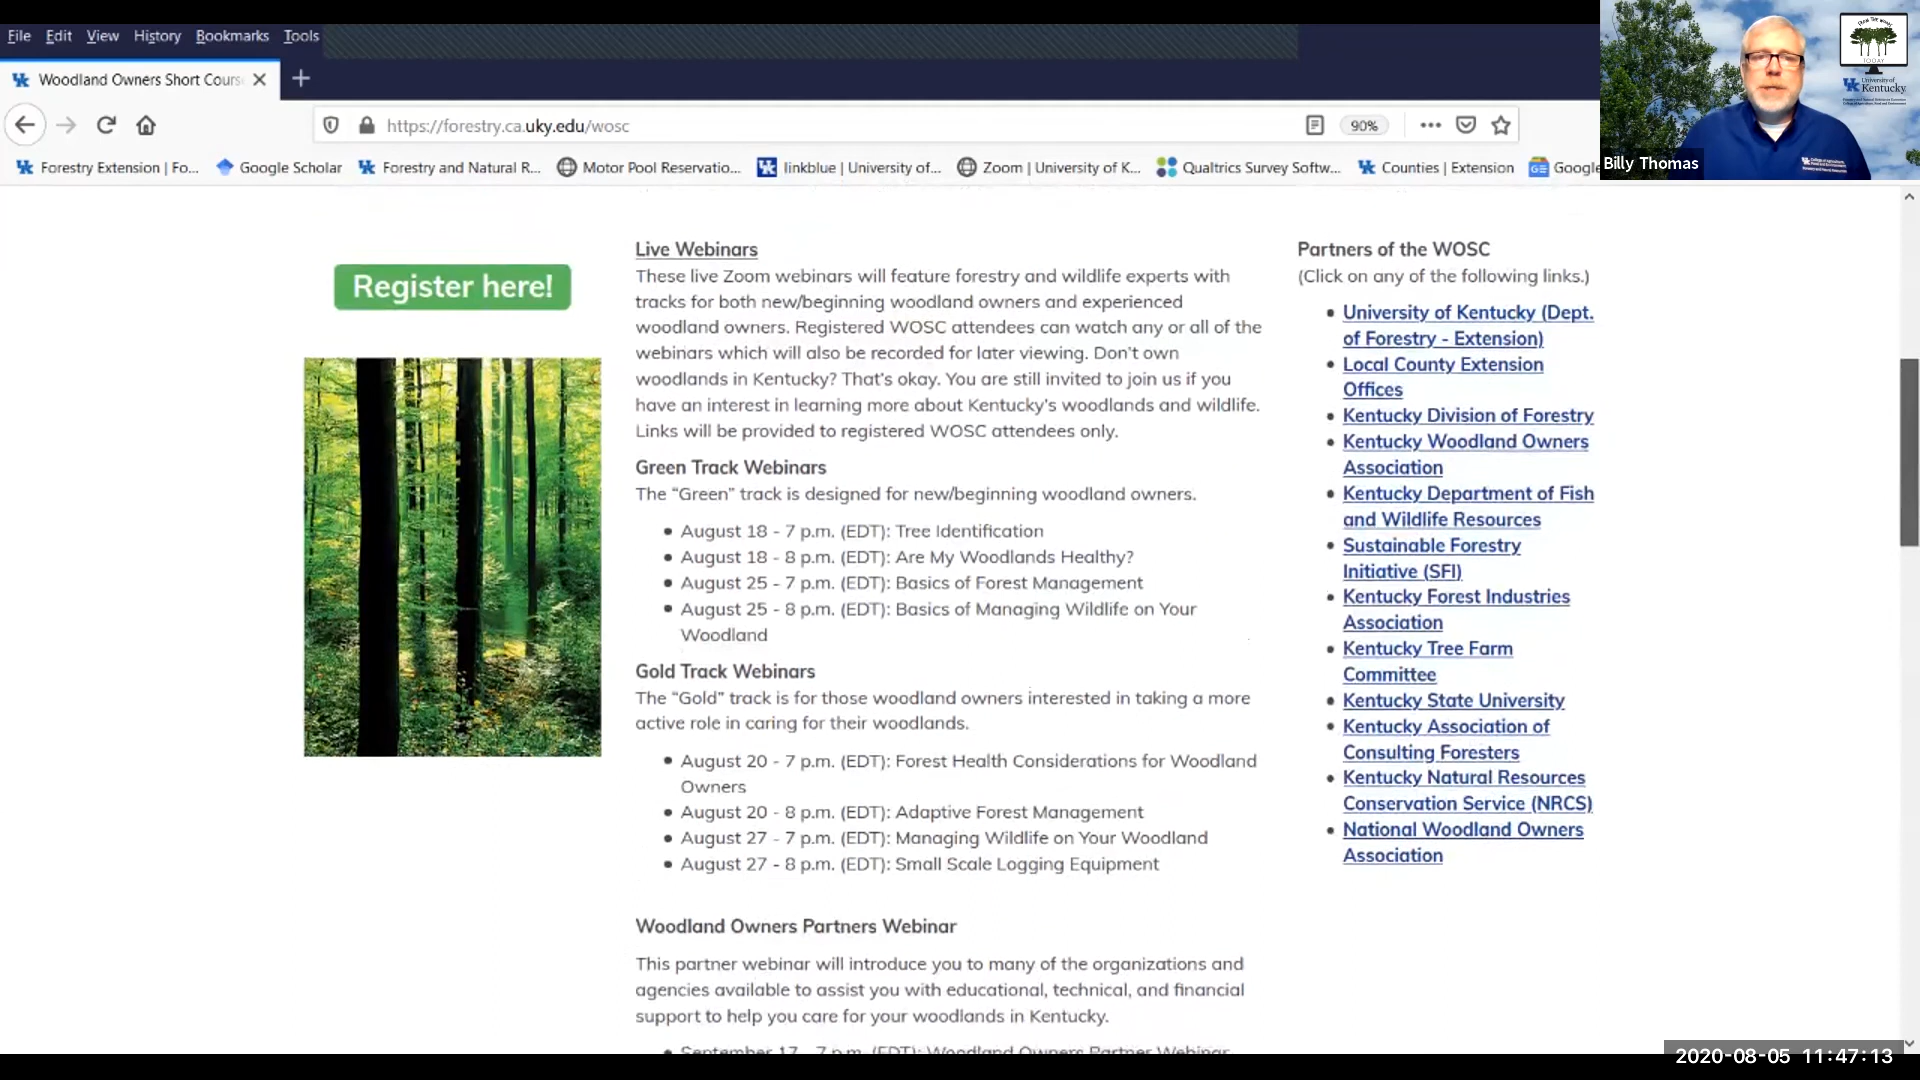 File Edit View History Bookmarks Tools
Woodland Owners Short Cours
https://forestry.ca.uky.edu/wosc
90%
Forestry Extension | Fo... Google Scholar Forestry and Natural R... Motor Pool Reservatio... linkblue | University of... Zoom | University of K... Qualtrics Survey Softw... Counties | Extension Google
TODAY
University of
Kentucky
Billy Thomas
Register here!
Live Webinars
These live Zoom webinars will feature forestry and wildlife experts with
tracks for both new/beginning woodland owners and experienced
woodland owners. Registered WOSC attendees can watch any or all of the
webinars which will also be recorded for later viewing. Don't own
woodlands in Kentucky? That's okay. You are still invited to join us if you
have an interest in learning more about Kentucky's woodlands and wildlife.
Links will be provided to registered WOSC attendees only.
Green Track Webinars
The "Green" track is designed for new/beginning woodland owners.
• August 18 - 7 p.m. (EDT): Tree Identification
• August 18 - 8 p.m. (EDT): Are My Woodlands Healthy?
• August 25 - 7 p.m. (EDT): Basics of Forest Management
• August 25 - 8 p.m. (EDT): Basics of Managing Wildlife on Your
Woodland
Gold Track Webinars
The "Gold" track is for those woodland owners interested in taking a more
active role in caring for their woodlands.
• August 20 - 7 p.m. (EDT): Forest Health Considerations for Woodland
Owners
• August 20 - 8 p.m. (EDT): Adaptive Forest Management
• August 27 - 7 p.m. (EDT): Managing Wildlife on Your Woodland
• August 27 - 8 p.m. (EDT): Small Scale Logging Equipment
Woodland Owners Partners Webinar
This partner webinar will introduce you to many of the organizations and
agencies available to assist you with educational, technical, and financial
support to help you care for your woodlands in Kentucky.
• September 17 - 7 p.m. (EDT): Woodland Owners Partner Webinar
Partners of the WOSC
(Click on any of the following links.)
• University of Kentucky (Dept.
of Forestry - Extension)
• Local County Extension
Offices
• Kentucky Division of Forestry
• Kentucky Woodland Owners
Association
• Kentucky Department of Fish
and Wildlife Resources
• Sustainable Forestry
Initiative (SFI)
• Kentucky Forest Industries
Association
• Kentucky Tree Farm
Committee
• Kentucky State University
• Kentucky Association of
Consulting Foresters
• Kentucky Natural Resources
Conservation Service (NRCS)
• National Woodland Owners
Association
2020-08-05 11:47:13